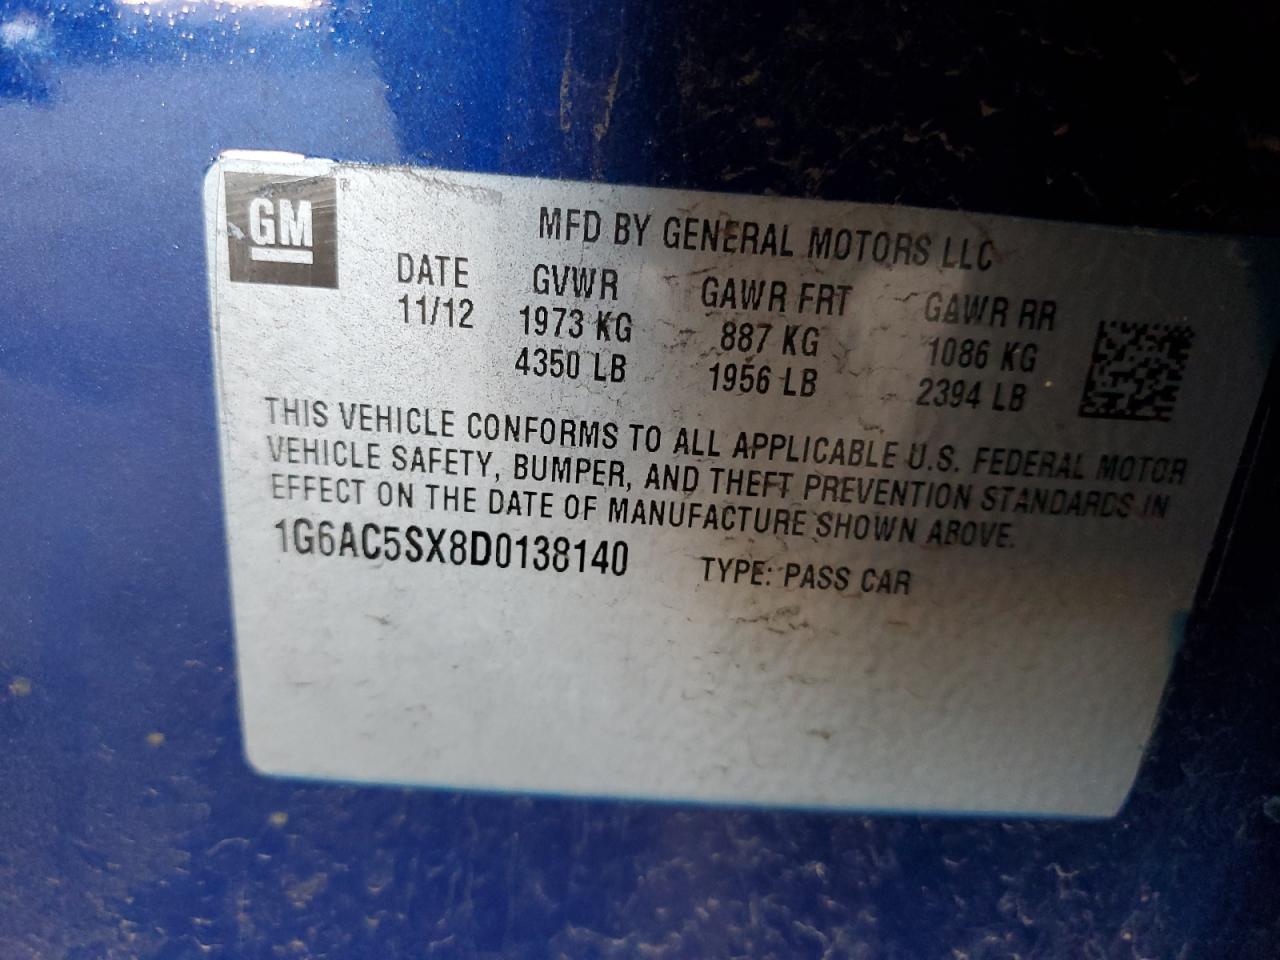 GM
MFD BY GENERAL MOTORS LLC
DATE GVWR GAWR FRT GAWR RR
11/12 1973 KG 887 KG 1086 KG
4350 LB 1956 LB 2394 LB
THIS VEHICLE CONFORMS TO ALL APPLICABLE U.S. FEDERAL MOTOR
VEHICLE SAFETY, BUMPER, AND THEFT PREVENTION STANDARDS IN
EFFECT ON THE DATE OF MANUFACTURE SHOWN ABOVE.
1G6AC5SX8D0138140 TYPE: PASS CAR